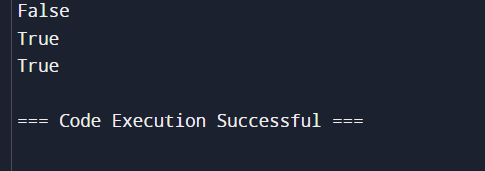 False
True
True
=== Code Execution Successful ===